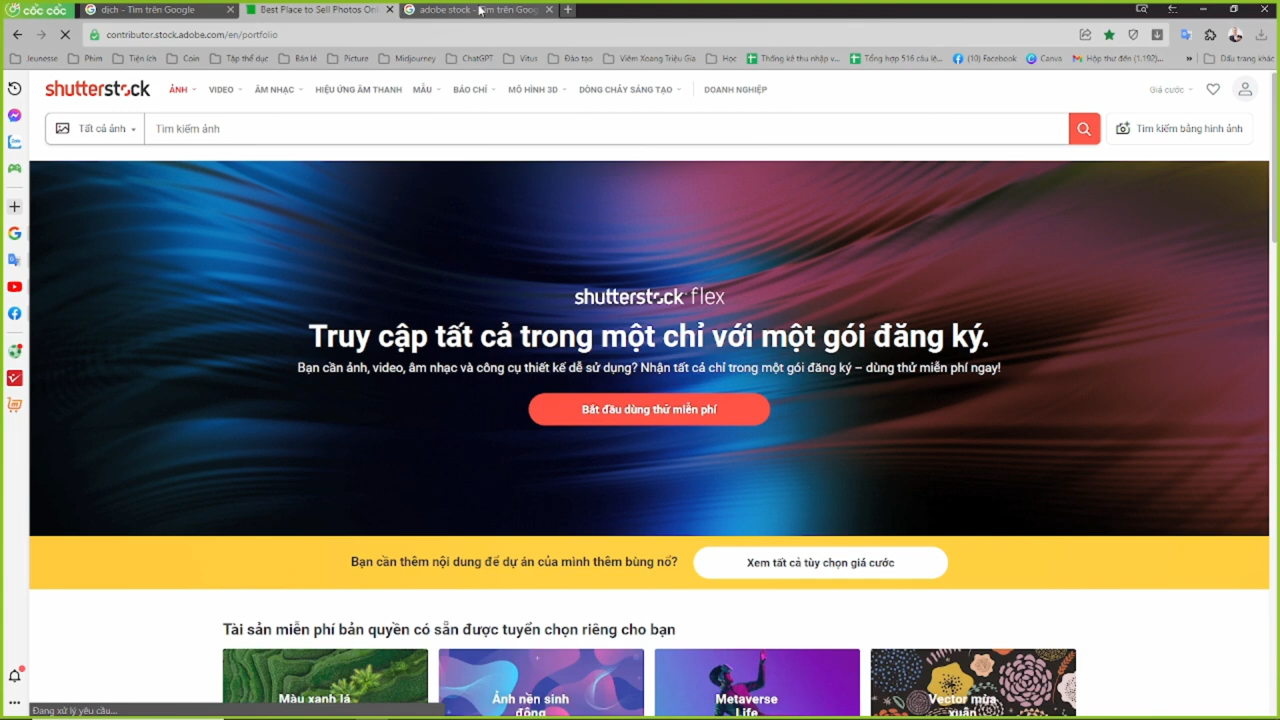 cốc cốc
dịch - Tìm trên Google
Best Place to Sell Photos Onl
adobe stock - Tìm trên Goog
contributor.stock.adobe.com/en/portfolio
Jeunesse
Phim
Tiện ích
Coin
Tập thể dục
Bán lẻ
Picture
Midjourney
ChatGPT
Vitus
Đào tạo
Viêm Xoang Triệu Gia
Học
Thống kê thu nhập v...
Tổng hợp 516 câu lệ...
(10) Facebook
Canva
Hộp thư đến (1.192)...
Dấu trang khác
shutterstock
ẢNH
VIDEO
ÂM NHẠC
HIỆU ỨNG ÂM THANH
MẪU
BÁO CHÍ
MÔ HÌNH 3D
DÒNG CHẢY SÁNG TẠO
DOANH NGHIỆP
Giá cước
Tất cả ảnh
Tìm kiếm ảnh
Tìm kiếm bằng hình ảnh
shutterstock flex
Truy cập tất cả trong một chỉ với một gói đăng ký.
Bạn cần ảnh, video, âm nhạc và công cụ thiết kế dễ sử dụng? Nhận tất cả chỉ trong một gói đăng ký – dùng thử miễn phí ngay!
Bắt đầu dùng thử miễn phí
Bạn cần thêm nội dung để dự án của mình thêm bùng nổ?
Xem tất cả tùy chọn giá cước
Tài sản miễn phí bản quyền có sẵn được tuyển chọn riêng cho bạn
Màu xanh lá
Ảnh nền sinh
động
Metaverse
Life
Vector mừa
xuân
Đang xử lý yêu cầu...